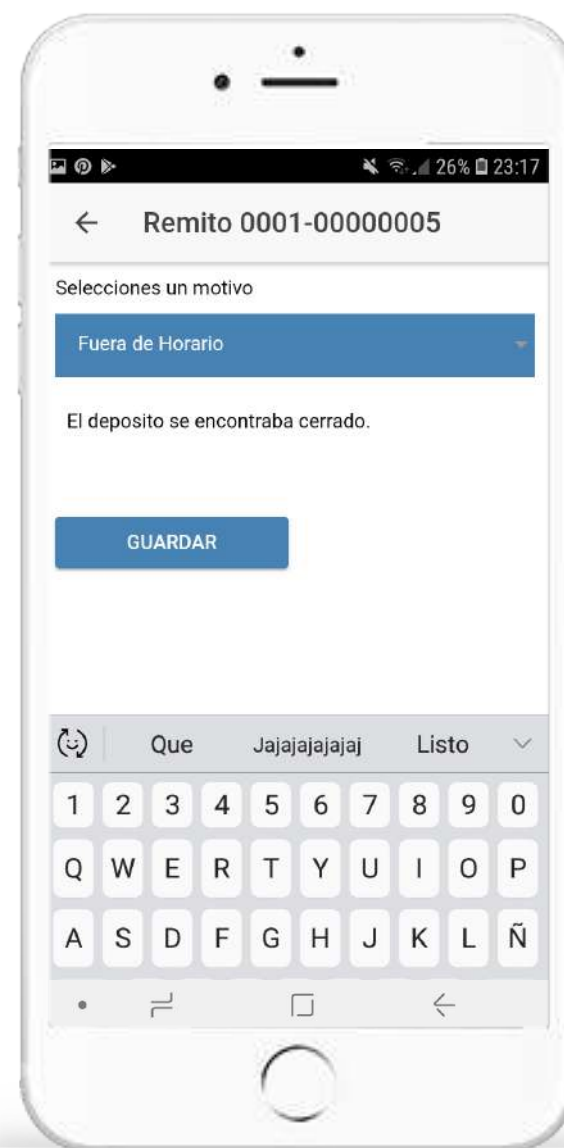 26% 23:17
Remito 0001-00000005
Selecciones un motivo
Fuera de Horario
El deposito se encontraba cerrado.
GUARDAR
Que Jajajajajajaj Listo
1 2 3 4 5 6 7 8 9 0
Q W E R T Y U I O P
A S D F G H J K L Ñ